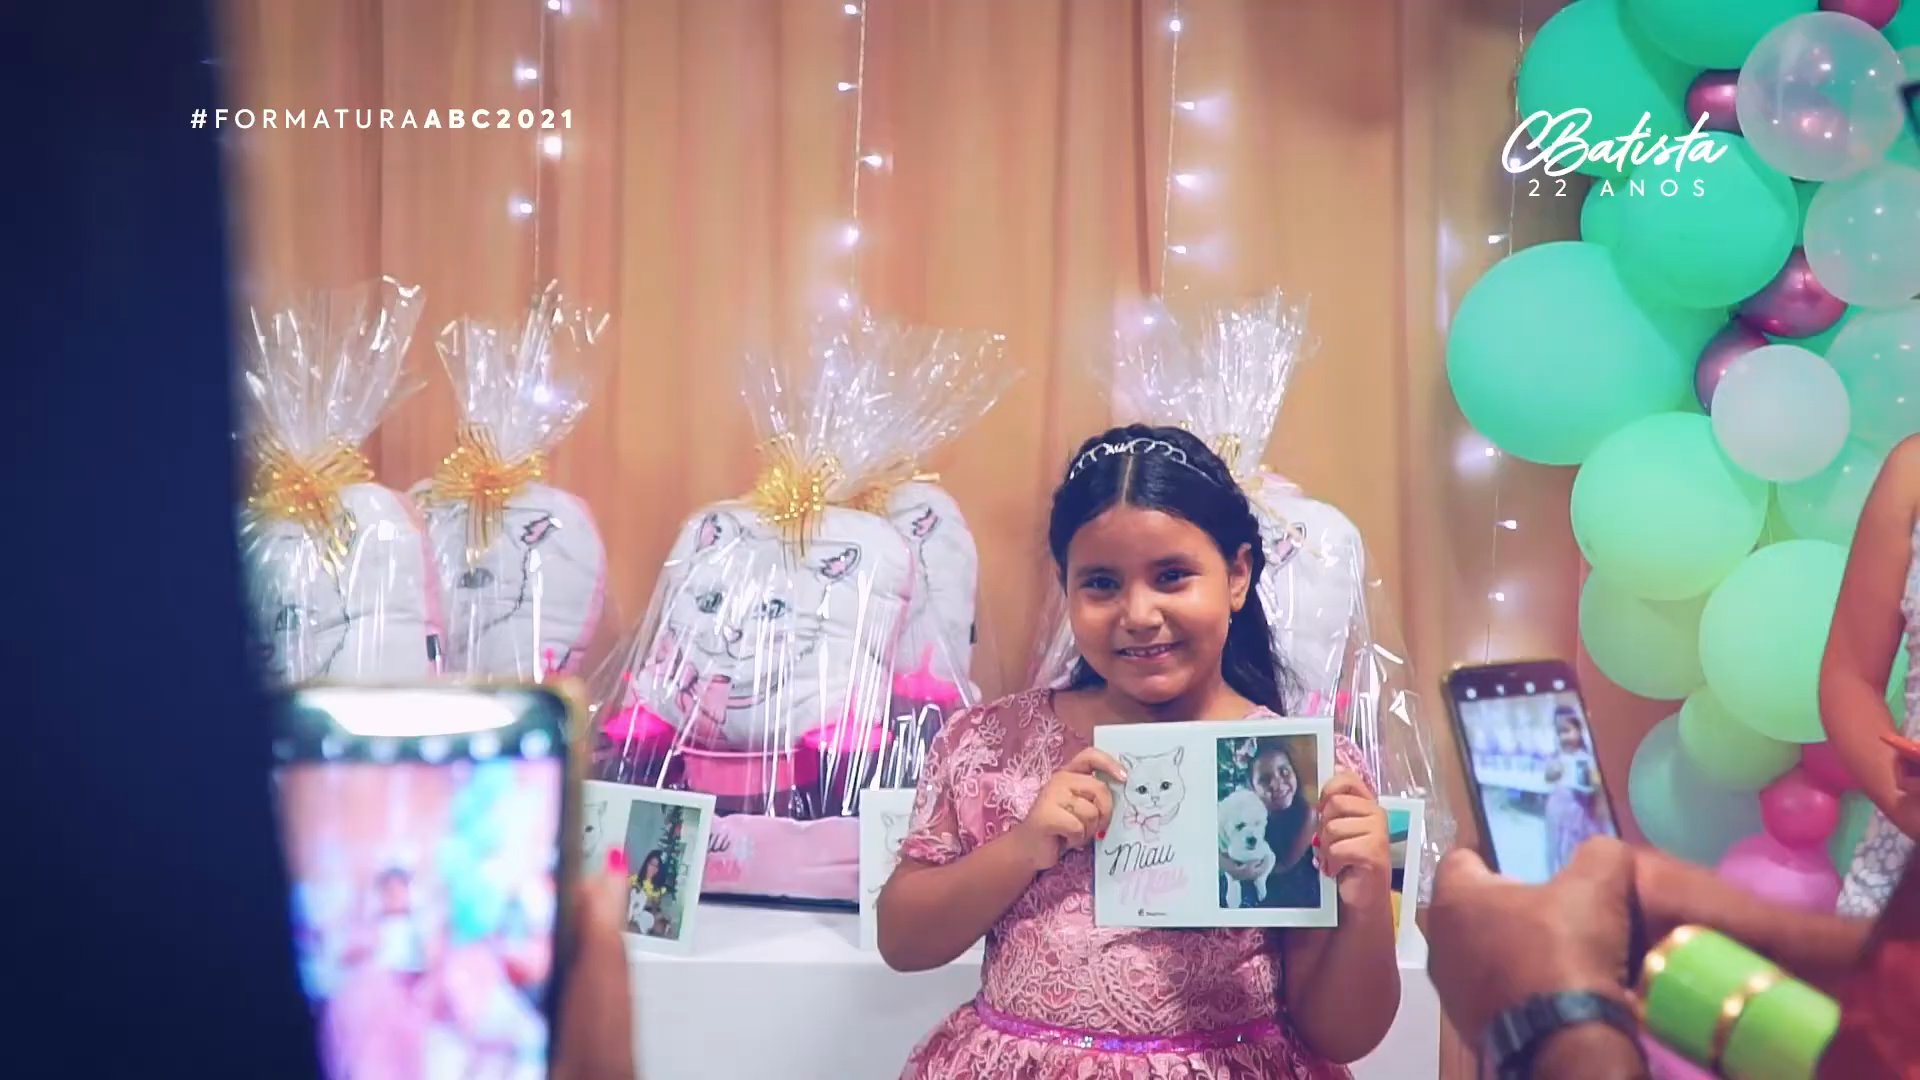 #FORMATURAABC2021
CBatista
22 ANOS
Miau
Miau